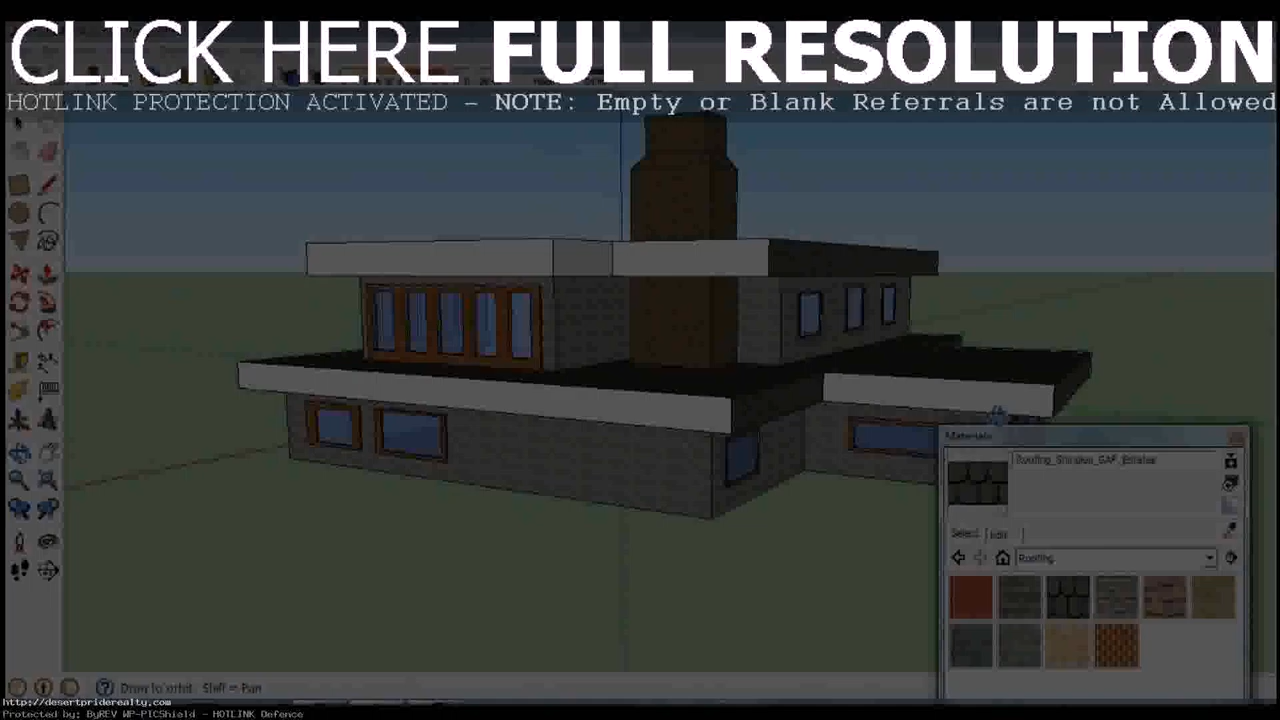 CLICK HERE FULL RESOLUTION
HOTLINK PROTECTION ACTIVATED - NOTE: Empty or Blank Referrals are not Allowed
Materials
Roofing_Shingles_GAF_Estates
Select Edit
Roofing
Drag to orbit. Shift = Pan
http://desertpriderealty.com
Protected by: ByREV WP-PICShield - HOTLINK Defence